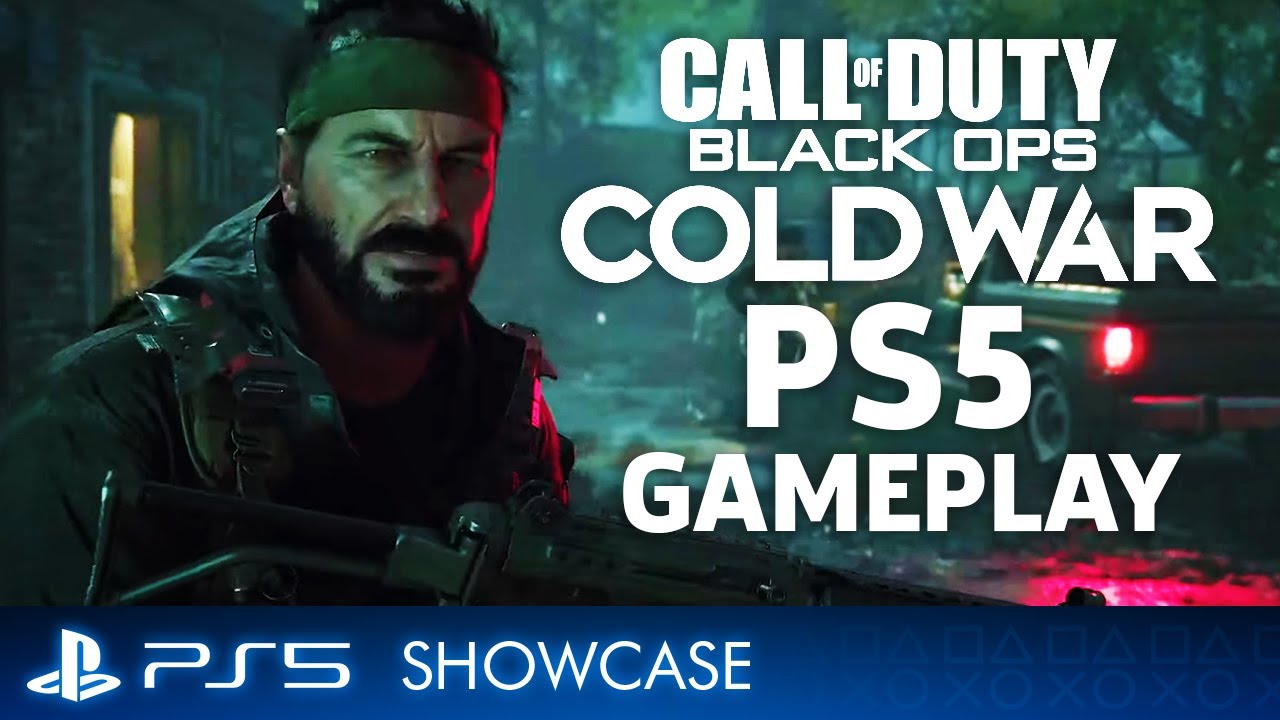 CALL OF DUTY
BLACK OPS
COLD WAR
PS5
GAMEPLAY
PS5 SHOWCASE